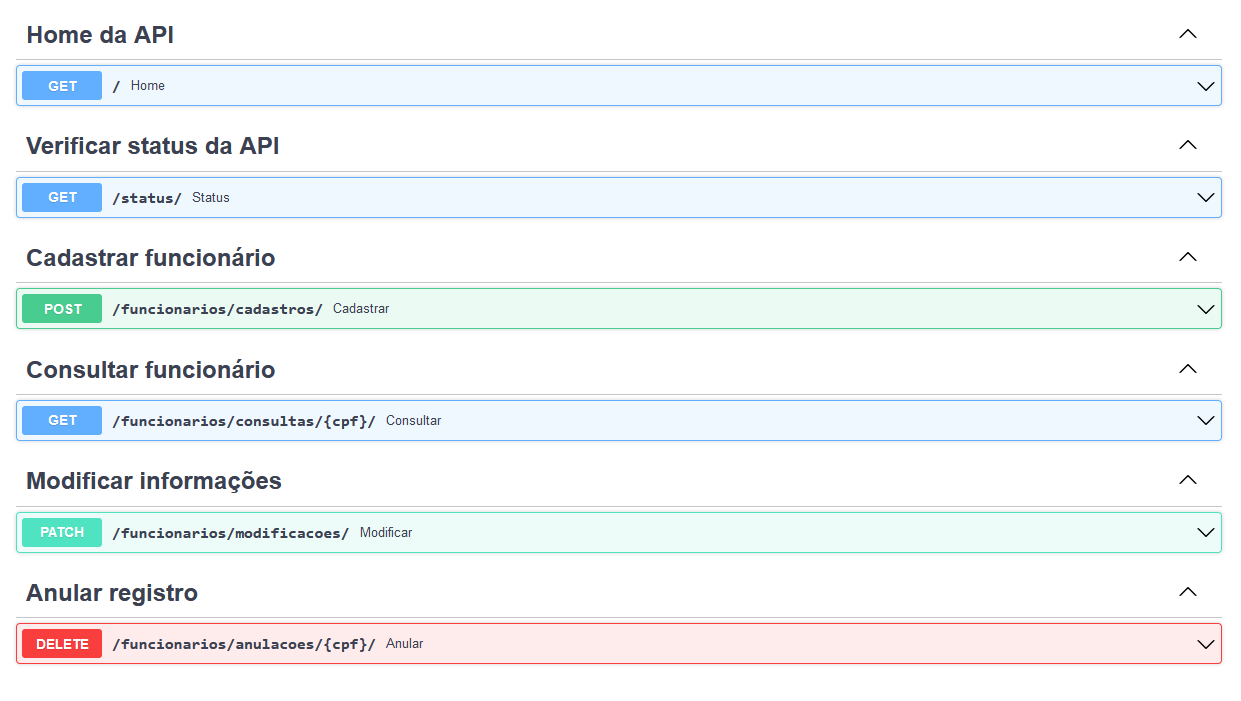 Home da API
GET / Home
Verificar status da API
GET /status/ Status
Cadastrar funcionário
POST /funcionarios/cadastros/ Cadastrar
Consultar funcionário
GET /funcionarios/consultas/{cpf}/ Consultar
Modificar informações
PATCH /funcionarios/modificacoes/ Modificar
Anular registro
DELETE /funcionarios/anulacoes/{cpf}/ Anular